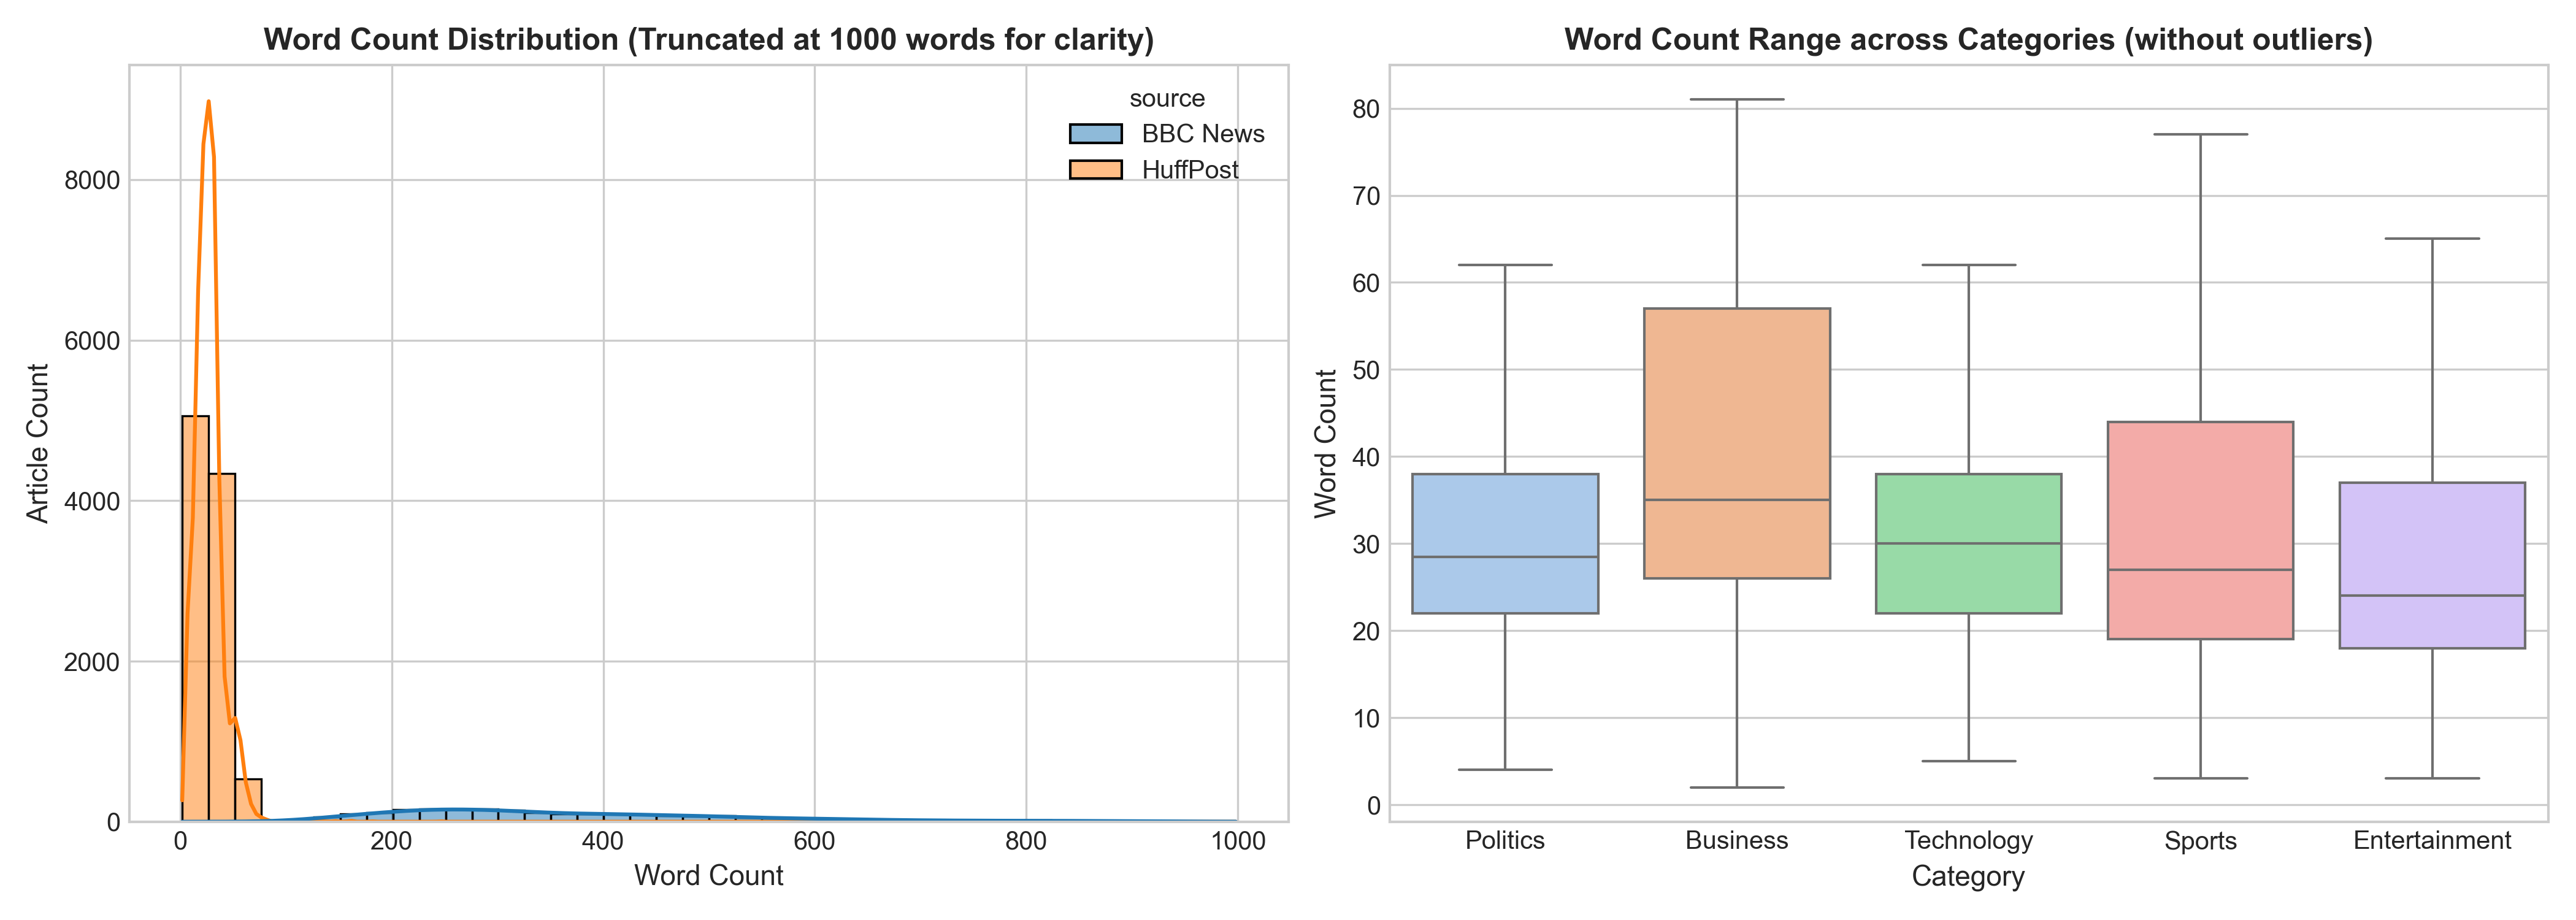 Word Count Distribution (Truncated at 1000 words for clarity)
source
BBC News
HuffPost
8000
6000
4000
2000
0
Article Count
0 200 400 600 800 1000
Word Count
Word Count Range across Categories (without outliers)
80
70
60
50
40
30
20
10
0
Word Count
Politics Business Technology Sports Entertainment
Category